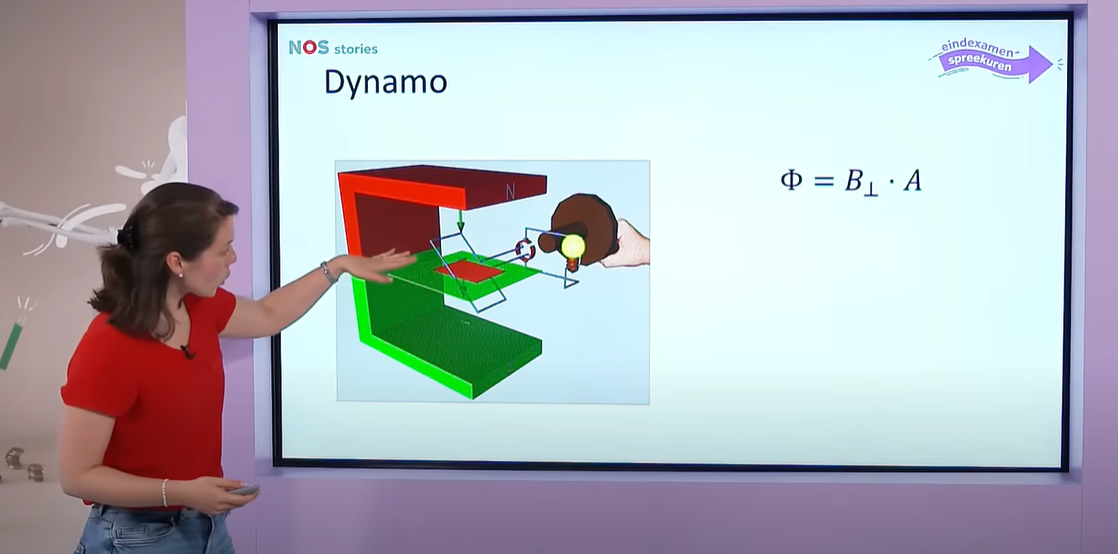 NOS stories
eindexamen-
spreekuren
Dynamo
N
Φ = B⊥ · A